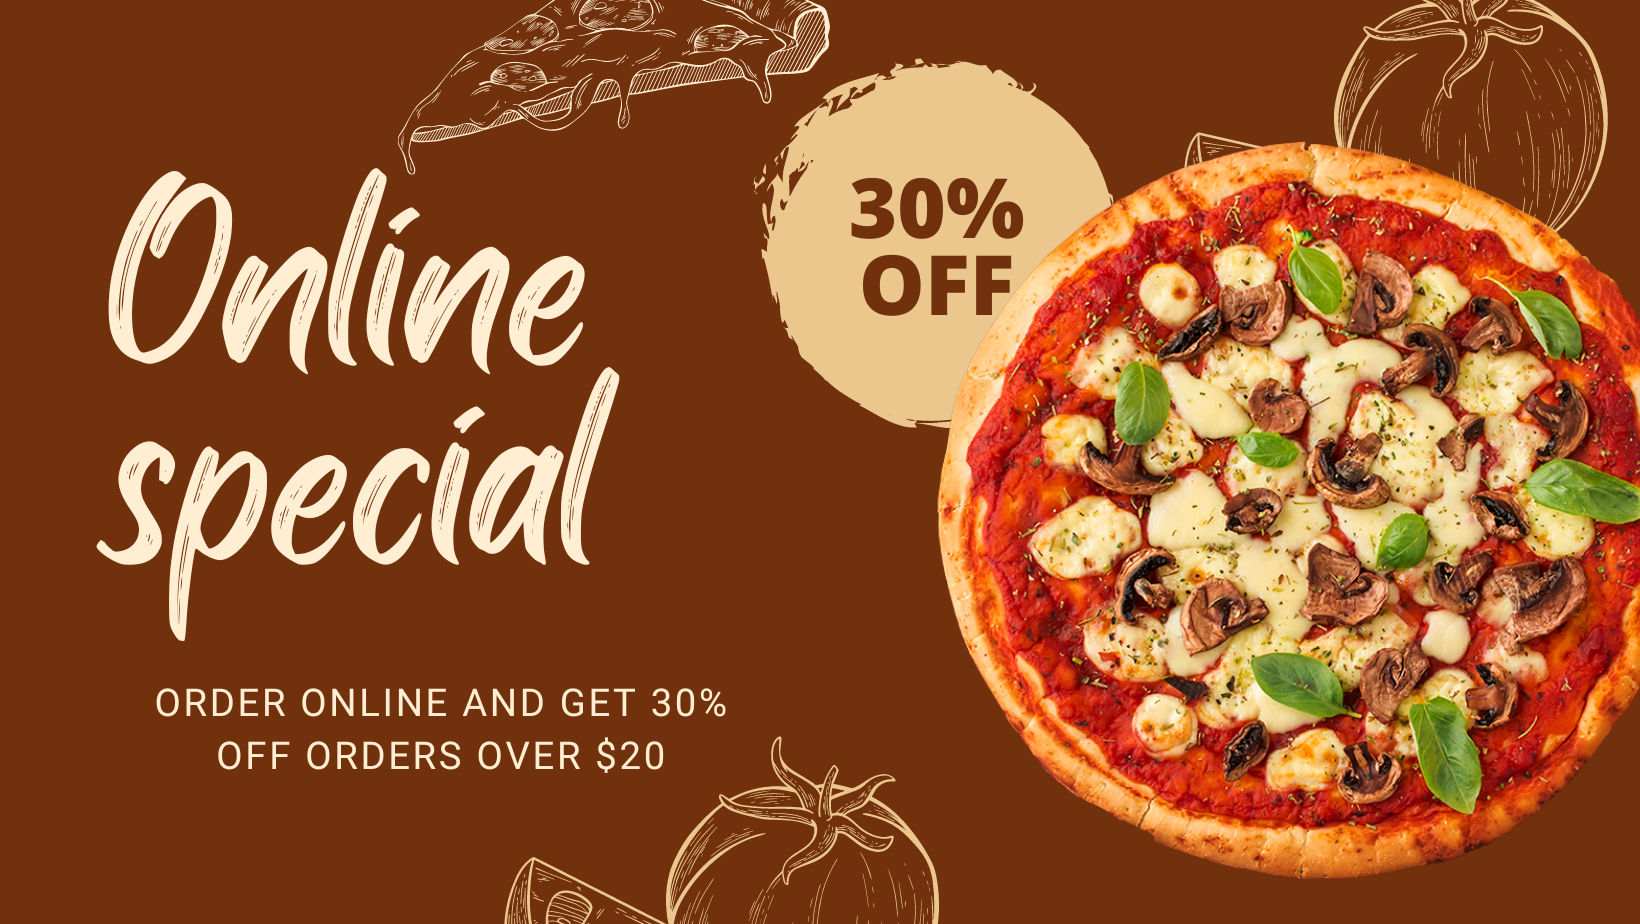 Online
special
30%
OFF
ORDER ONLINE AND GET 30%
OFF ORDERS OVER $20